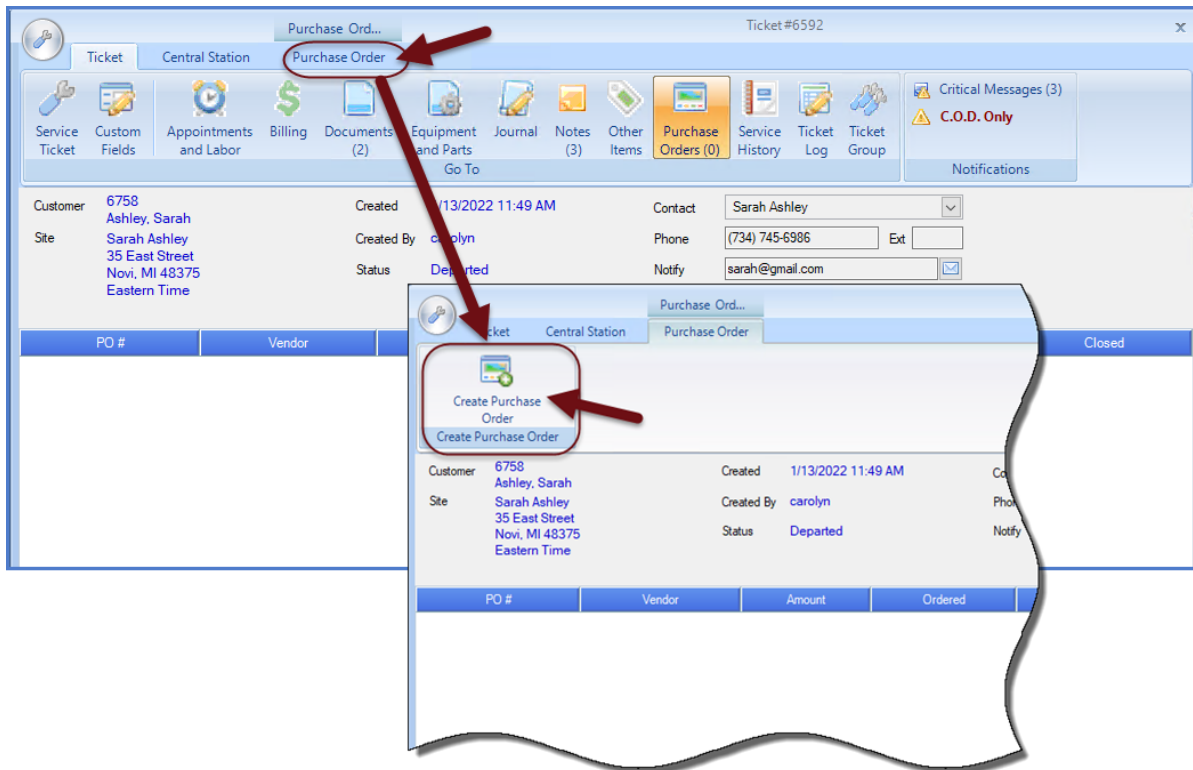 Purchase Ord...
Ticket #6592
x
Ticket
Central Station
Purchase Order
Service
Ticket
Custom
Fields
Appointments
and Labor
Billing
Documents
(2)
Equipment
and Parts
Journal
Notes
(3)
Other
Items
Purchase
Orders (0)
Service
History
Ticket
Log
Ticket
Group
Go To
Critical Messages (3)
C.O.D. Only
Notifications
Customer
6758
Ashley, Sarah
Site
Sarah Ashley
35 East Street
Novi, MI 48375
Eastern Time
Created
/13/2022 11:49 AM
Created By
carolyn
Status
Departed
Contact
Sarah Ashley
Phone
(734) 745-6986
Ext
Notify
sarah@gmail.com
PO #
Vendor
Closed
Purchase Ord...
Ticket
Central Station
Purchase Order
Create Purchase
Order
Create Purchase Order
Customer
6758
Ashley, Sarah
Site
Sarah Ashley
35 East Street
Novi, MI 48375
Eastern Time
Created
1/13/2022 11:49 AM
Created By
carolyn
Status
Departed
Co
Pho
Notify
PO #
Vendor
Amount
Ordered